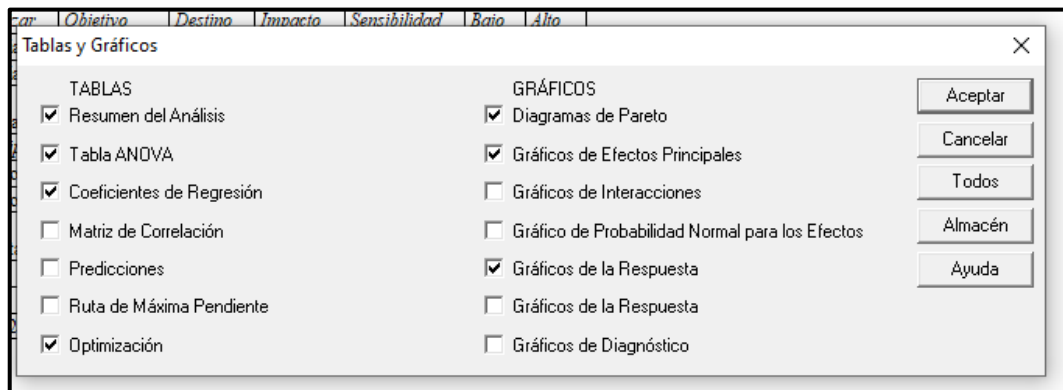 car Objetivo Destino Impacto Sensibilidad Bajo Alto
Tablas y Gráficos
TABLAS
Resumen del Análisis
Tabla ANOVA
Coeficientes de Regresión
Matriz de Correlación
Predicciones
Ruta de Máxima Pendiente
Optimización
GRÁFICOS
Diagramas de Pareto
Gráficos de Efectos Principales
Gráficos de Interacciones
Gráfico de Probabilidad Normal para los Efectos
Gráficos de la Respuesta
Gráficos de la Respuesta
Gráficos de Diagnóstico
Aceptar
Cancelar
Todos
Almacén
Ayuda